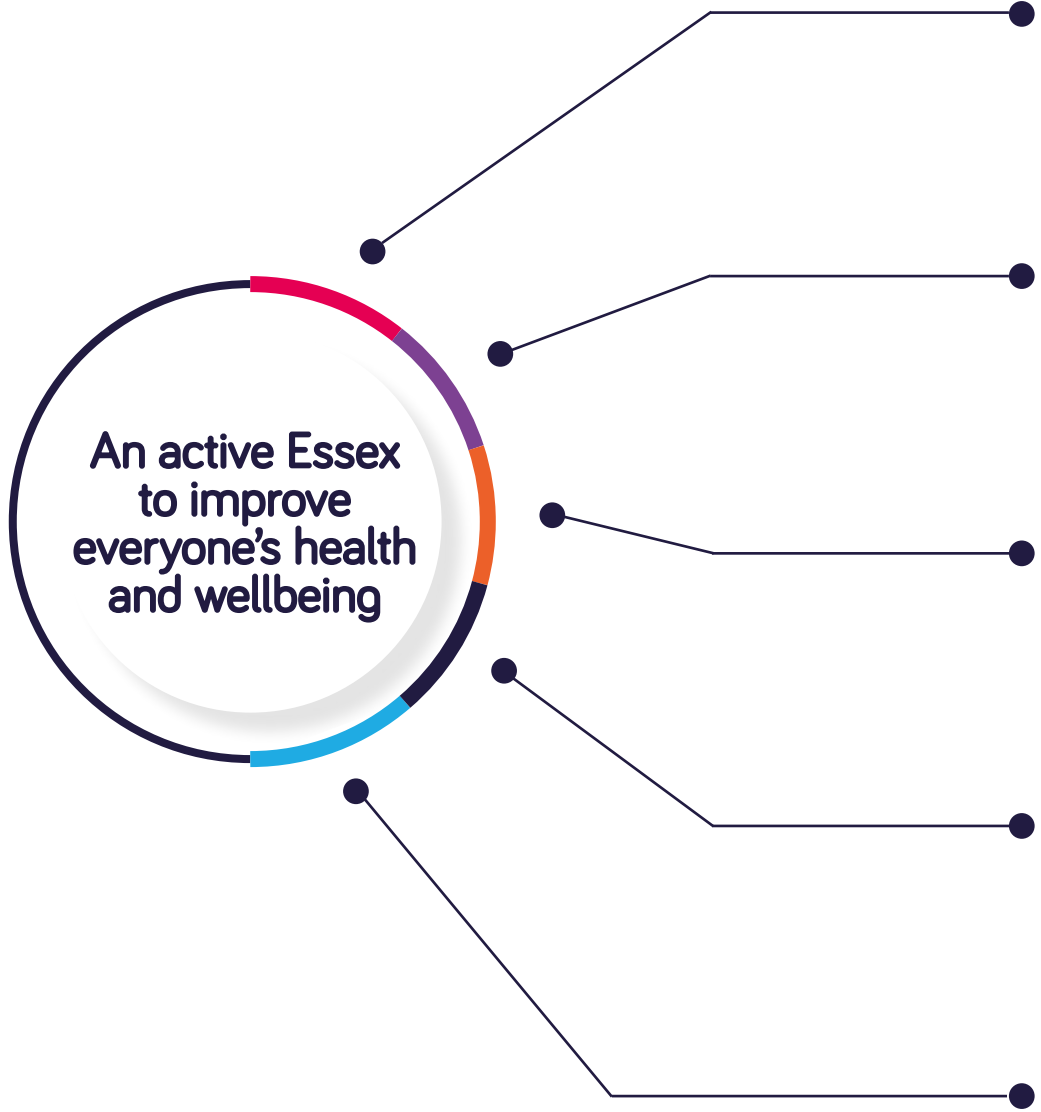 An active Essex
to improve
everyone’s health
and wellbeing